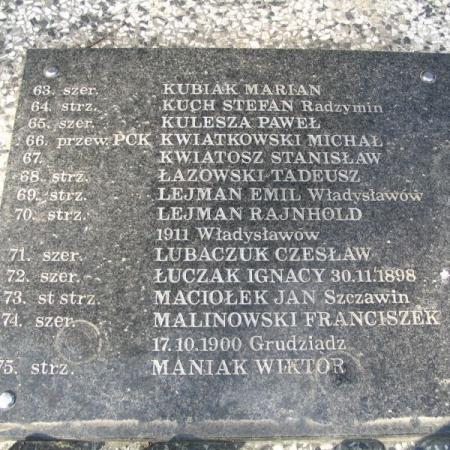 63. szer. KUBIAK MARIAN
64. strz. KUCH STEFAN Radzymin
65. szer. KULESZA PAWEŁ
66. przew. PCK KWIATKOWSKI MICHAŁ
67. KWIATOSZ STANISŁAW
68. strz. ŁAZOWSKI TADEUSZ
69. strz. LEJMAN EMIL Władysławów
70. strz. LEJMAN RAJNHOLD
1911 Władysławów
71. szer. LUBACZUK CZESŁAW
72. szer. ŁUCZAK IGNACY 30.11.1898
73. st strz. MACIOŁEK JAN Szczawin
74. szer. MALINOWSKI FRANCISZEK
17.10.1900 Grudziadz
75. strz. MANIAK WIKTOR